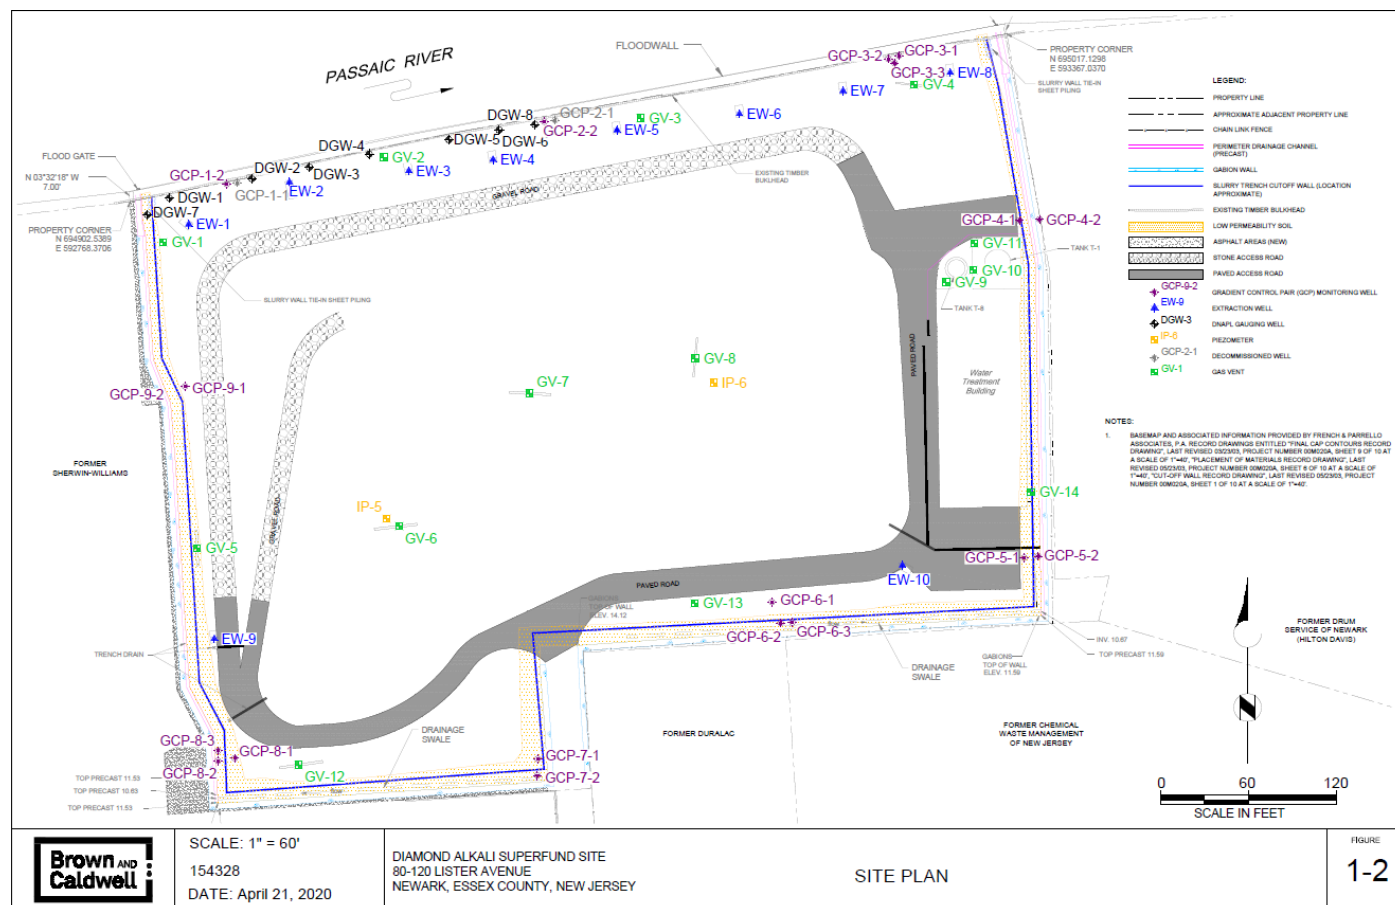 PASSAIC RIVER
FLOODWALL
GCP-3-2
GCP-3-1
GCP-3-3
EW-8
GV-4
EW-7
PROPERTY CORNER
N 695017.1298
E 593367.0370
SLURRY WALL TIE-IN
SHEET PILING
DGW-8
GCP-2-1
GCP-2-2
GV-3
EW-5
EW-6
DGW-5
DGW-6
DGW-4
GV-2
EW-3
EW-4
DGW-2
DGW-3
FLOOD GATE
N 03°32'18" W
7.00'
GCP-1-2
GCP-1-1
EW-2
DGW-1
DGW-7
EW-1
GV-1
PROPERTY CORNER
N 694902.5389
E 592768.3706
GRAVEL ROAD
EXISTING TIMBER
BUKLHEAD
SLURRY WALL TIE-IN SHEET PILING
GCP-4-1
GCP-4-2
GV-11
TANK T-1
GV-10
GV-9
TANK T-8
PAVED ROAD
Water
Treatment
Building
GV-8
IP-6
GV-7
GCP-9-1
GCP-9-2
FORMER
SHERWIN-WILLIAMS
GRAVEL ROAD
IP-5
GV-6
GV-5
GV-14
GCP-5-1
GCP-5-2
EW-10
PAVED ROAD
GABIONS
TOP OF WALL
ELEV. 14.12
GV-13
GCP-6-1
GCP-6-2
GCP-6-3
flow
EW-9
TRENCH DRAIN
DRAINAGE
SWALE
GABIONS
TOP OF WALL
ELEV. 11.59
INV. 10.67
TOP PRECAST 11.59
FORMER DRUM
SERVICE OF NEWARK
(HILTON DAVIS)
FORMER DURALAC
FORMER CHEMICAL
WASTE MANAGEMENT
OF NEW JERSEY
DRAINAGE
SWALE
GCP-8-3
GCP-8-1
GCP-8-2
GV-12
GCP-7-1
GCP-7-2
flow
TOP PRECAST 11.53
TOP PRECAST 10.63
TOP PRECAST 11.53
LEGEND:
PROPERTY LINE
APPROXIMATE ADJACENT PROPERTY LINE
CHAIN LINK FENCE
PERIMETER DRAINAGE CHANNEL
(PRECAST)
GABION WALL
SLURRY TRENCH CUTOFF WALL (LOCATION
APPROXIMATE)
EXISTING TIMBER BULKHEAD
LOW PERMEABILITY SOIL
ASPHALT AREAS (NEW)
STONE ACCESS ROAD
PAVED ACCESS ROAD
GCP-9-2 GRADIENT CONTROL PAIR (GCP) MONITORING WELL
EW-9 EXTRACTION WELL
DGW-3 DNAPL GAUGING WELL
IP-6 PIEZOMETER
GCP-2-1 DECOMMISSIONED WELL
GV-1 GAS VENT
NOTES:
1. BASEMAP AND ASSOCIATED INFORMATION PROVIDED BY FRENCH & PARRELLO
ASSOCIATES, P.A. RECORD DRAWINGS ENTITLED "FINAL CAP CONTOURS RECORD
DRAWING", LAST REVISED 05/23/03, PROJECT NUMBER 00M020A, SHEET 9 OF 10 AT
A SCALE OF 1"=40', "PLACEMENT OF MATERIALS RECORD DRAWING", LAST
REVISED 05/23/03, PROJECT NUMBER 00M020A, SHEET 6 OF 10 AT A SCALE OF
1"=40', "CUT-OFF WALL RECORD DRAWING", LAST REVISED 05/23/03, PROJECT
NUMBER 00M020A, SHEET 1 OF 10 AT A SCALE OF 1"=40'.
0 60 120
SCALE IN FEET
Brown AND
Caldwell
SCALE: 1" = 60'
154328
DATE: April 21, 2020
DIAMOND ALKALI SUPERFUND SITE
80-120 LISTER AVENUE
NEWARK, ESSEX COUNTY, NEW JERSEY
SITE PLAN
FIGURE
1-2